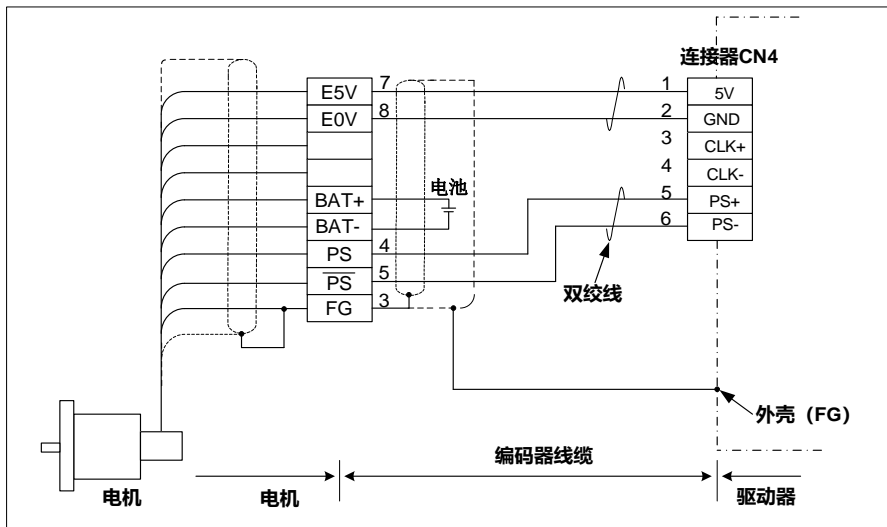 连接器CN4
E5V 7 1 5V
E0V 8 2 GND
3 CLK+
4 CLK-
电池
BAT+ 5 PS+
BAT- 6 PS-
PS 4
PS 5
双绞线
FG 3
外壳（FG）
编码器线缆
电机 电机 驱动器